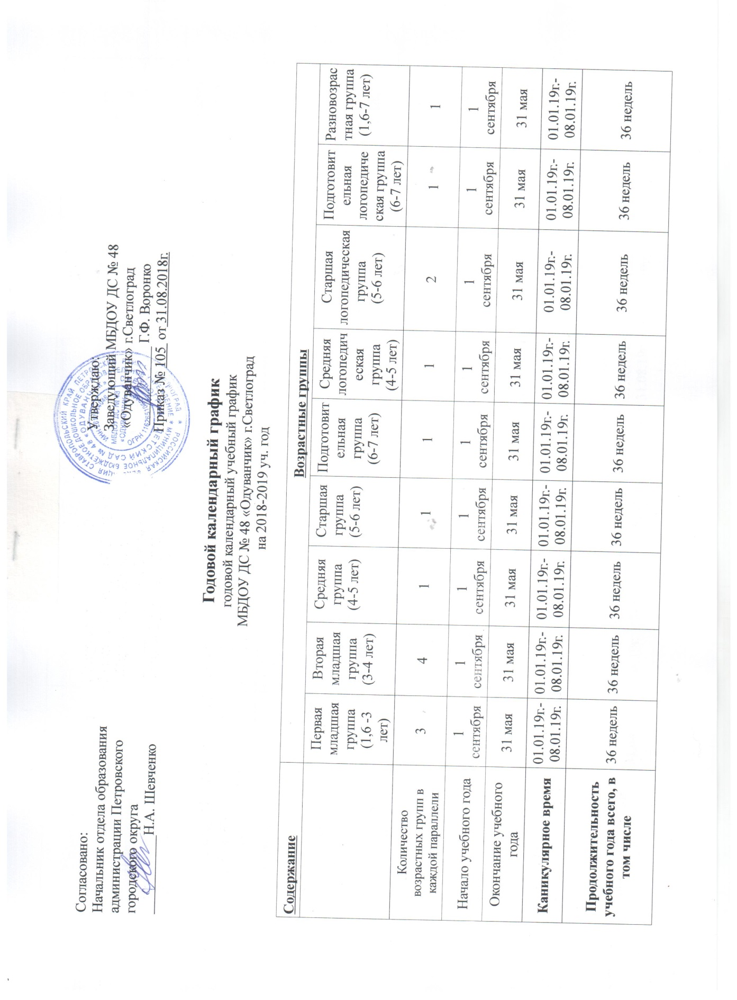 Согласовано:
Начальник отдела образования
администрации Петровского
городского округа
Н.А. Шевченко
Утверждаю:
Заведующий МБДОУ ДС № 48
«Одуванчик» г.Светлоград
Г.Ф. Воронко
Приказ № 105 от 31.08.2018г.
Годовой календарный график
годовой календарный учебный график
МБДОУ ДС № 48 «Одуванчик» г.Светлоград
на 2018-2019 уч. год
Содержание
Возрастные группы
Первая
младшая
группа
(1,6 -3
лет)
Вторая
младшая
группа
(3-4 лет)
Средняя
группа
(4-5 лет)
Старшая
группа
(5-6 лет)
Подготовит
ельная
группа
(6-7 лет)
Средняя
логопедич
еская
группа
(4-5 лет)
Старшая
логопедическая
группа
(5-6 лет)
Подготовит
ельная
логопедиче
ская группа
(6-7 лет)
Разновозрас
тная группа
(1,6-7 лет)
Количество
возрастных групп в
каждой параллели
3
4
1
1
1
1
2
1
1
Начало учебного года
1
сентября
1
сентября
1
сентября
1
сентября
1
сентября
1
сентября
1
сентября
1
сентября
1
сентября
Окончание учебного
года
31 мая
31 мая
31 мая
31 мая
31 мая
31 мая
31 мая
31 мая
31 мая
Каникулярное время
01.01.19г.-
08.01.19г.
01.01.19г.-
08.01.19г.
01.01.19г.-
08.01.19г.
01.01.19г.-
08.01.19г.
01.01.19г.-
08.01.19г.
01.01.19г.-
08.01.19г.
01.01.19г.-
08.01.19г.
01.01.19г.-
08.01.19г.
01.01.19г.-
08.01.19г.
Продолжительность
учебного года всего, в
том числе
36 недель
36 недель
36 недель
36 недель
36 недель
36 недель
36 недель
36 недель
36 недель